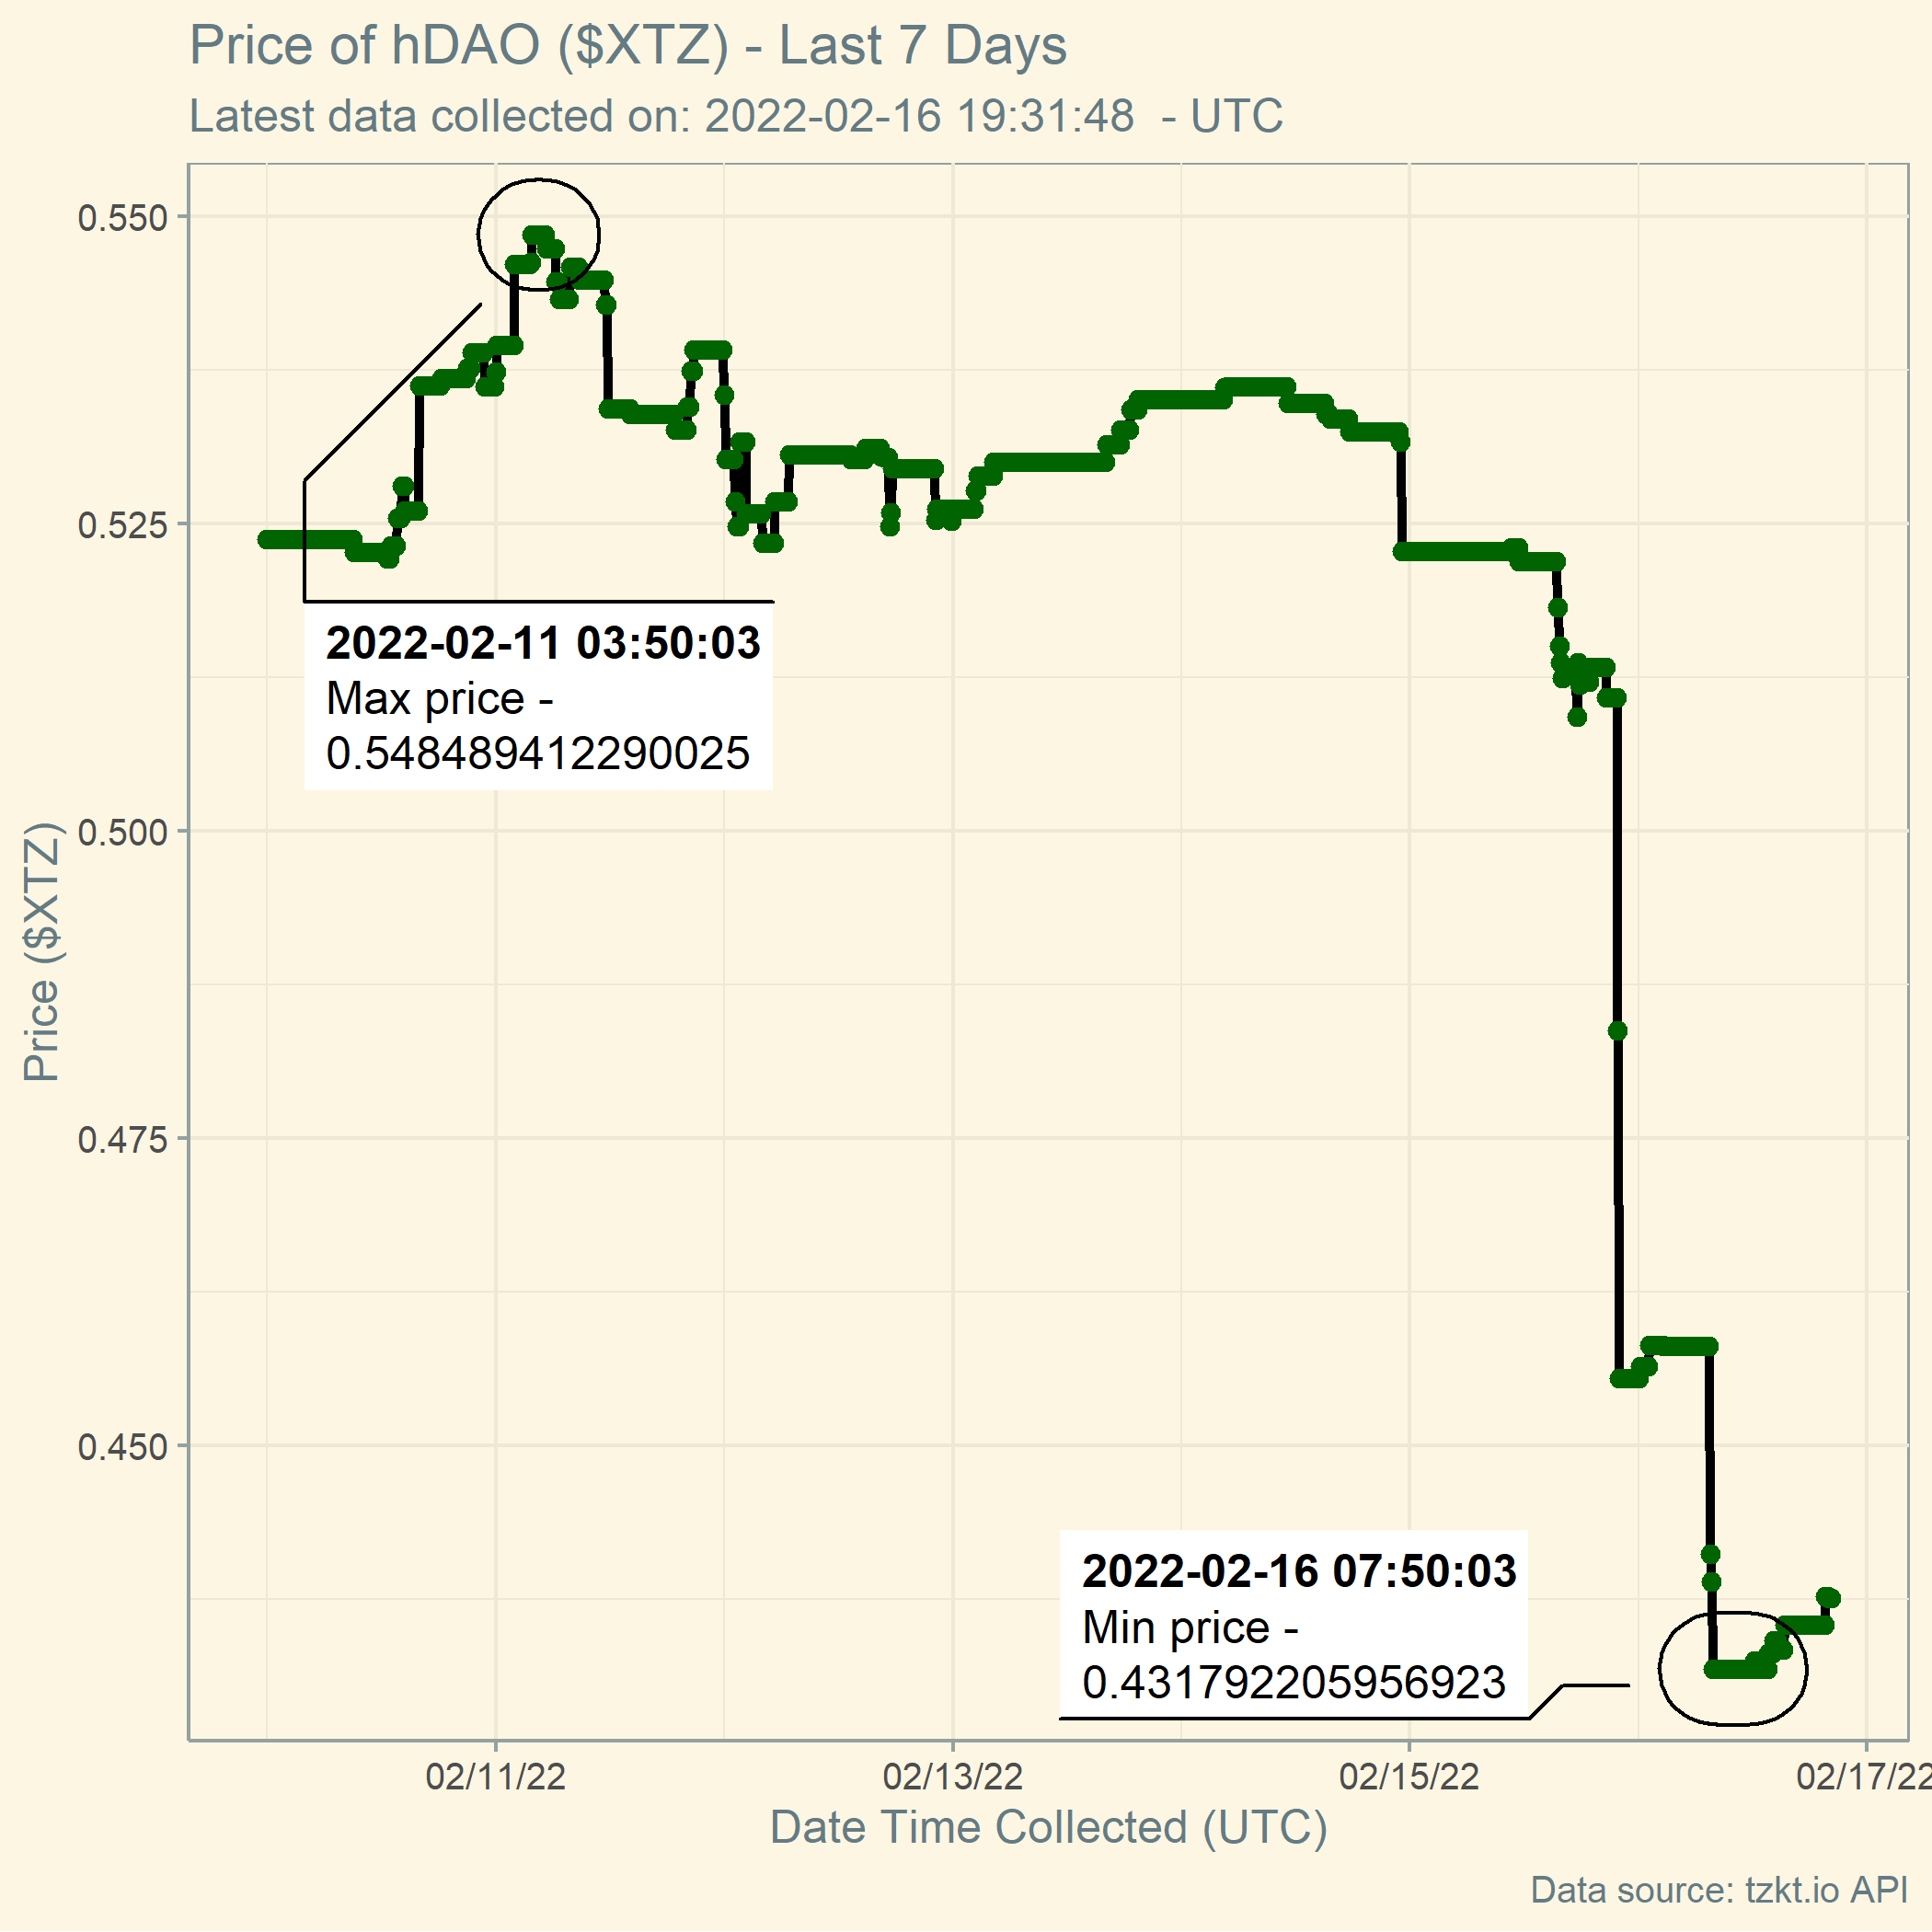 Price of hDAO ($XTZ) - Last 7 Days
Latest data collected on: 2022-02-16 19:31:48  - UTC
0.550
0.525
0.500
0.475
0.450
Price ($XTZ)
2022-02-11 03:50:03
Max price -
0.548489412290025
2022-02-16 07:50:03
Min price -
0.431792205956923
02/11/22
02/13/22
02/15/22
02/17/22
Date Time Collected (UTC)
Data source: tzkt.io API